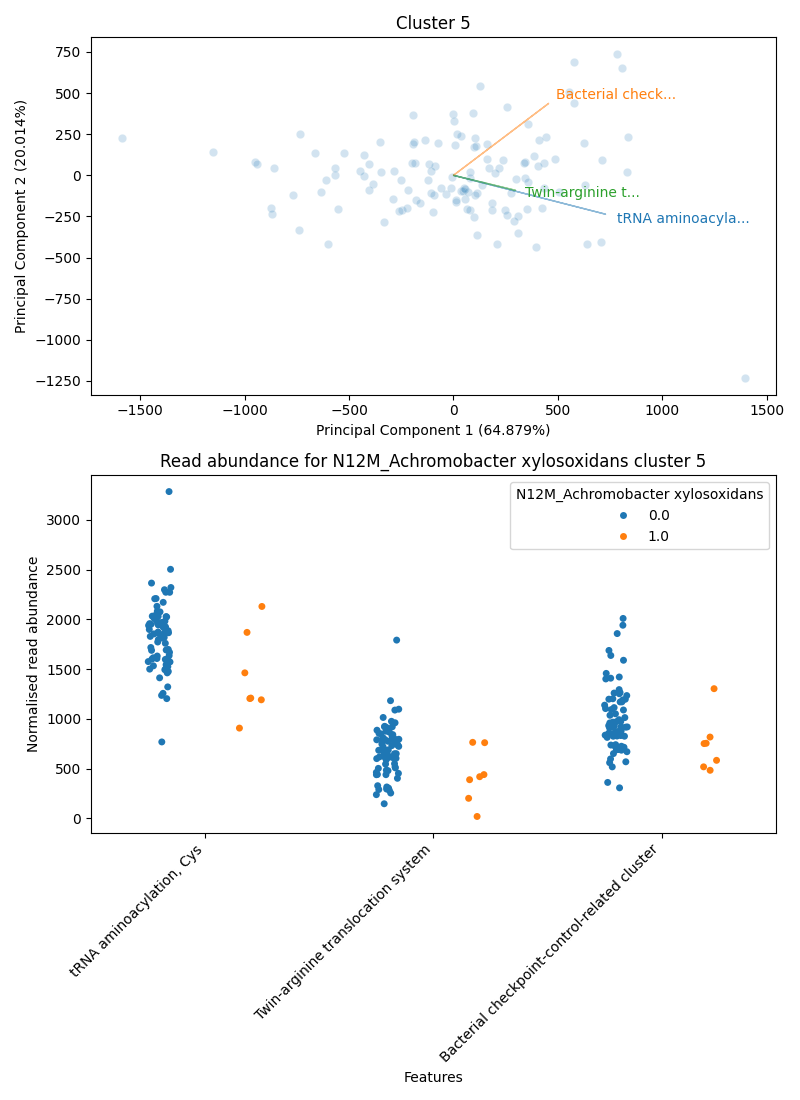 Cluster 5
Principal Component 2 (20.014%)
750
500
250
0
−250
−500
−750
−1000
−1250
Bacterial check...
Twin-arginine t...
tRNA aminoacyla...
−1500
−1000
−500
0
500
1000
1500
Principal Component 1 (64.879%)
Read abundance for N12M_Achromobacter xylosoxidans cluster 5
Normalised read abundance
3000
2500
2000
1500
1000
500
0
N12M_Achromobacter xylosoxidans
0.0
1.0
tRNA aminoacylation, Cys
Twin-arginine translocation system
Bacterial checkpoint-control-related cluster
Features